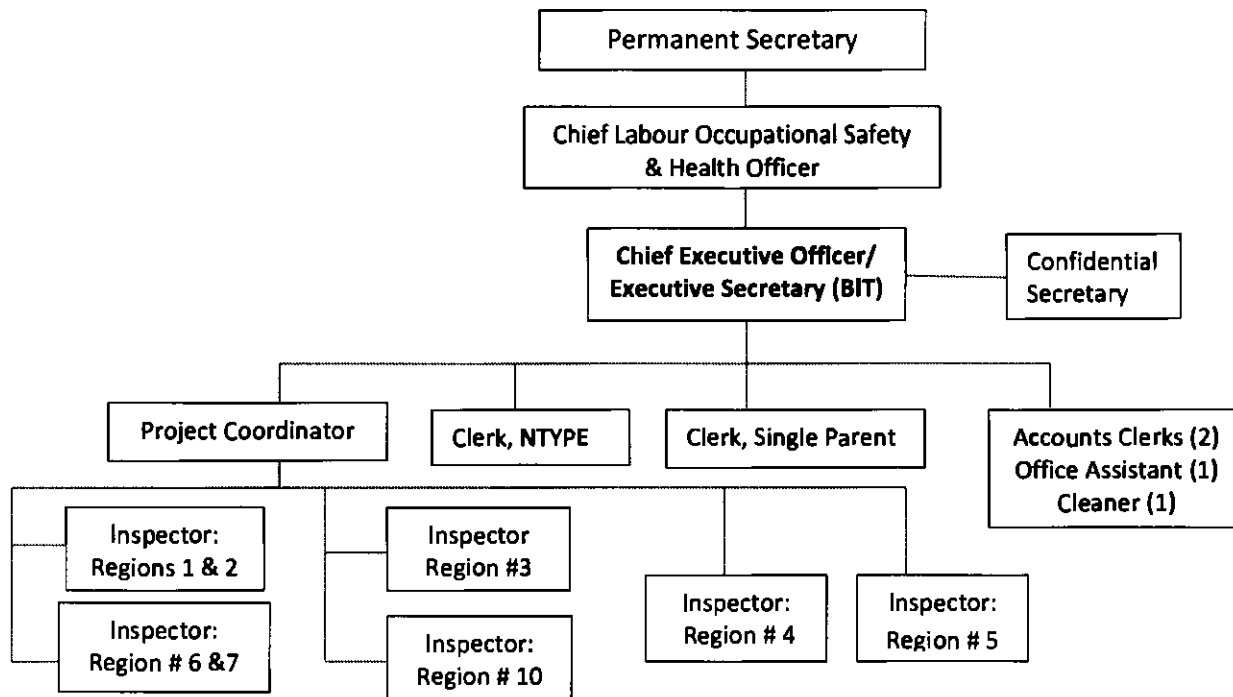 Permanent Secretary
Chief Labour Occupational Safety
& Health Officer
Chief Executive Officer/
Executive Secretary (BIT)
Confidential
Secretary
Project Coordinator
Clerk, NTYPE
Clerk, Single Parent
Accounts Clerks (2)
Office Assistant (1)
Cleaner (1)
Inspector:
Regions 1 & 2
Inspector
Region #3
Inspector:
Region # 4
Inspector:
Region # 5
Inspector:
Region # 6 &7
Inspector:
Region # 10